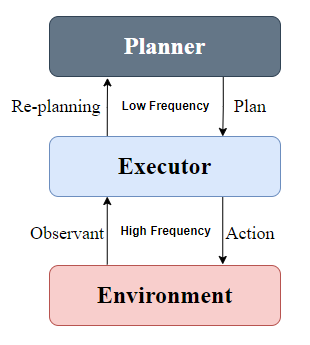 Planner
Re-planning
Low Frequency
Plan
Executor
Observant
High Frequency
Action
Environment